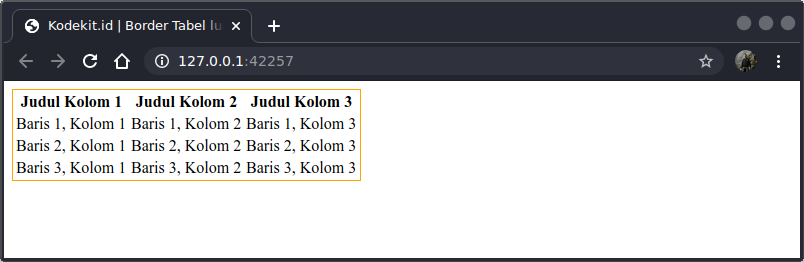 Kodekit.id | Border Tabel lu
127.0.0.1:42257
Judul Kolom 1 Judul Kolom 2 Judul Kolom 3
Baris 1, Kolom 1 Baris 1, Kolom 2 Baris 1, Kolom 3
Baris 2, Kolom 1 Baris 2, Kolom 2 Baris 2, Kolom 3
Baris 3, Kolom 1 Baris 3, Kolom 2 Baris 3, Kolom 3